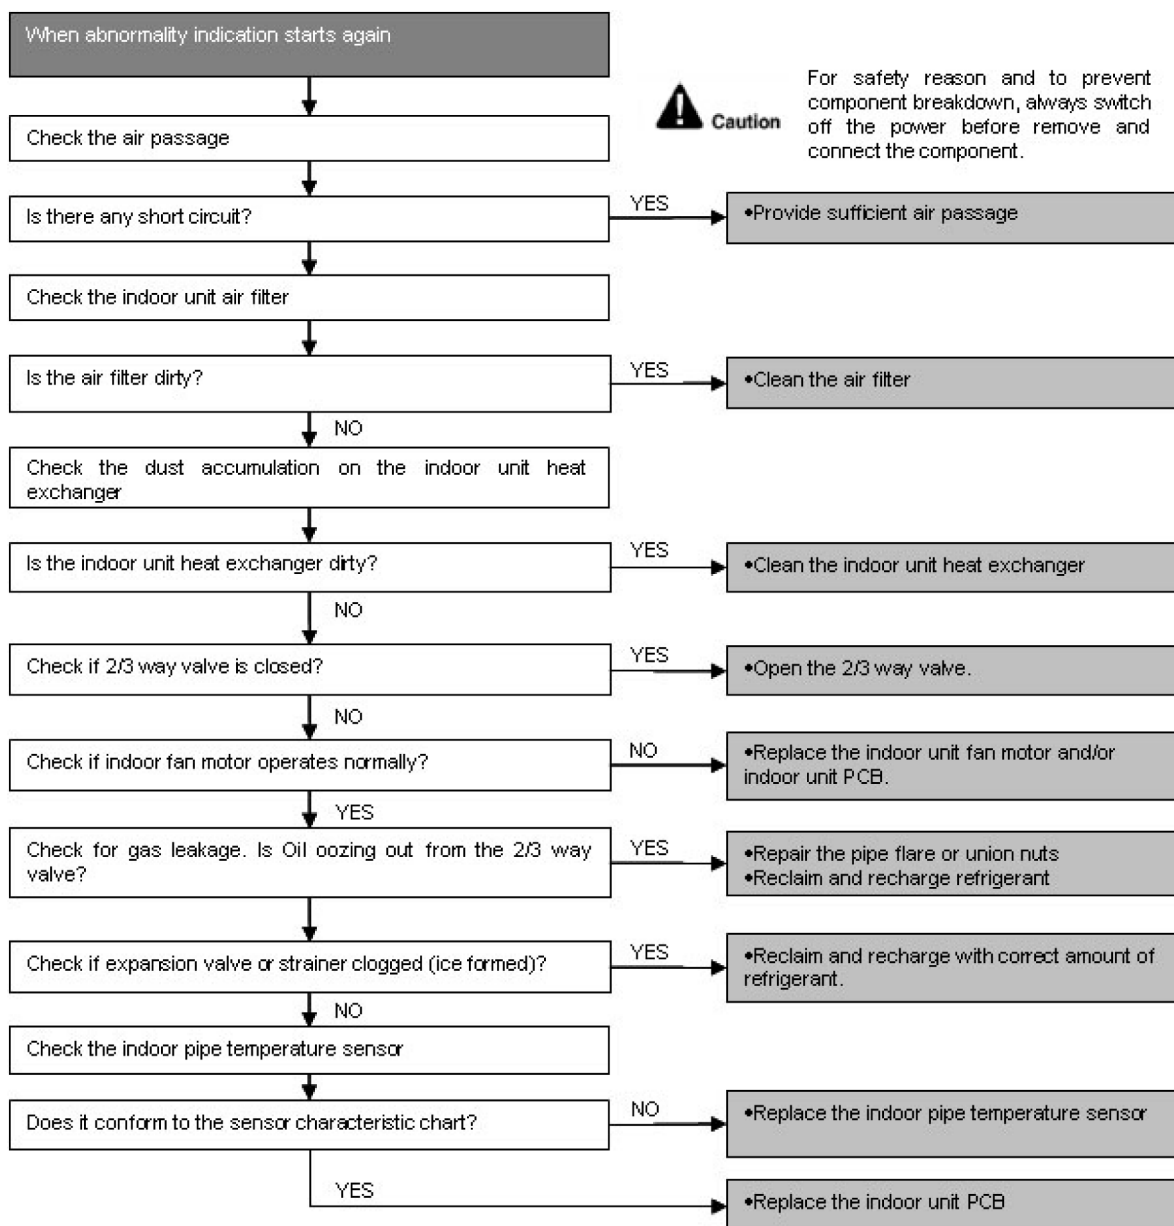 When abnormality indication starts again
Caution
For safety reason and to prevent
component breakdown, always switch
off the power before remove and
connect the component.
Check the air passage
Is there any short circuit?
YES
•Provide sufficient air passage
Check the indoor unit air filter
Is the air filter dirty?
YES
•Clean the air filter
NO
Check the dust accumulation on the indoor unit heat
exchanger
Is the indoor unit heat exchanger dirty?
YES
•Clean the indoor unit heat exchanger
NO
Check if 2/3 way valve is closed?
YES
•Open the 2/3 way valve.
NO
Check if indoor fan motor operates normally?
NO
•Replace the indoor unit fan motor and/or
indoor unit PCB.
YES
Check for gas leakage. Is Oil oozing out from the 2/3 way
valve?
YES
•Repair the pipe flare or union nuts
•Reclaim and recharge refrigerant
Check if expansion valve or strainer clogged (ice formed)?
YES
•Reclaim and recharge with correct amount of
refrigerant.
NO
Check the indoor pipe temperature sensor
Does it conform to the sensor characteristic chart?
NO
•Replace the indoor pipe temperature sensor
YES
•Replace the indoor unit PCB